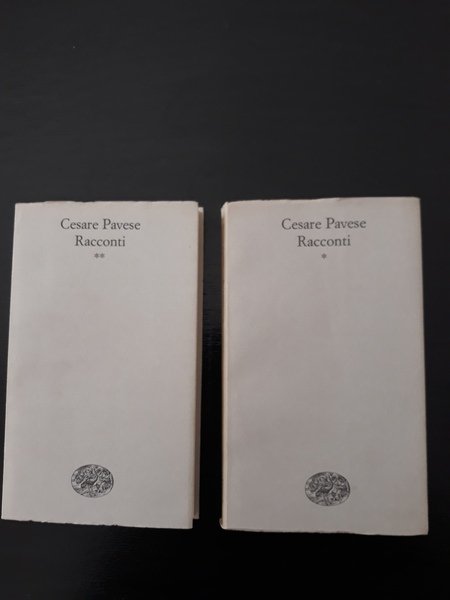 Cesare Pavese
Racconti
**
Cesare Pavese
Racconti
*